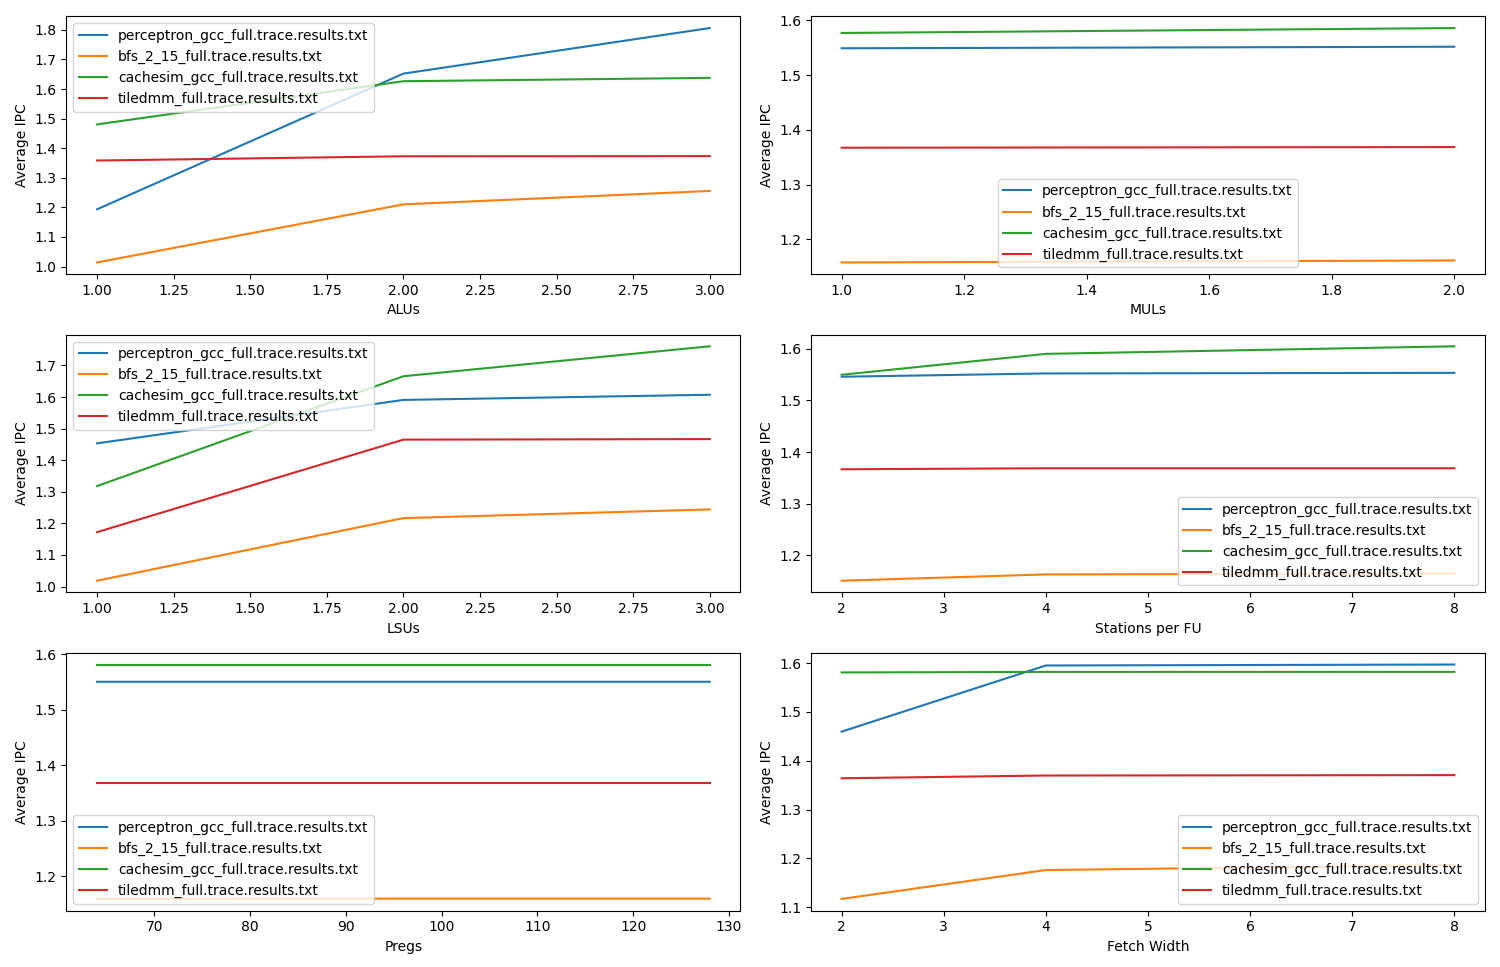 1.8
1.7
1.6
1.5
1.4
1.3
1.2
1.1
1.0
Average IPC
perceptron_gcc_full.trace.results.txt
bfs_2_15_full.trace.results.txt
cachesim_gcc_full.trace.results.txt
tiledmm_full.trace.results.txt
1.00 1.25 1.50 1.75 2.00 2.25 2.50 2.75 3.00
ALUs
1.6
1.5
1.4
1.3
1.2
Average IPC
perceptron_gcc_full.trace.results.txt
bfs_2_15_full.trace.results.txt
cachesim_gcc_full.trace.results.txt
tiledmm_full.trace.results.txt
1.0 1.2 1.4 1.6 1.8 2.0
MULs
1.7
1.6
1.5
1.4
1.3
1.2
1.1
1.0
Average IPC
perceptron_gcc_full.trace.results.txt
bfs_2_15_full.trace.results.txt
cachesim_gcc_full.trace.results.txt
tiledmm_full.trace.results.txt
1.00 1.25 1.50 1.75 2.00 2.25 2.50 2.75 3.00
LSUs
1.6
1.5
1.4
1.3
1.2
Average IPC
perceptron_gcc_full.trace.results.txt
bfs_2_15_full.trace.results.txt
cachesim_gcc_full.trace.results.txt
tiledmm_full.trace.results.txt
2 3 4 5 6 7 8
Stations per FU
1.6
1.5
1.4
1.3
1.2
Average IPC
perceptron_gcc_full.trace.results.txt
bfs_2_15_full.trace.results.txt
cachesim_gcc_full.trace.results.txt
tiledmm_full.trace.results.txt
70 80 90 100 110 120 130
Pregs
1.6
1.5
1.4
1.3
1.2
1.1
Average IPC
perceptron_gcc_full.trace.results.txt
bfs_2_15_full.trace.results.txt
cachesim_gcc_full.trace.results.txt
tiledmm_full.trace.results.txt
2 3 4 5 6 7 8
Fetch Width